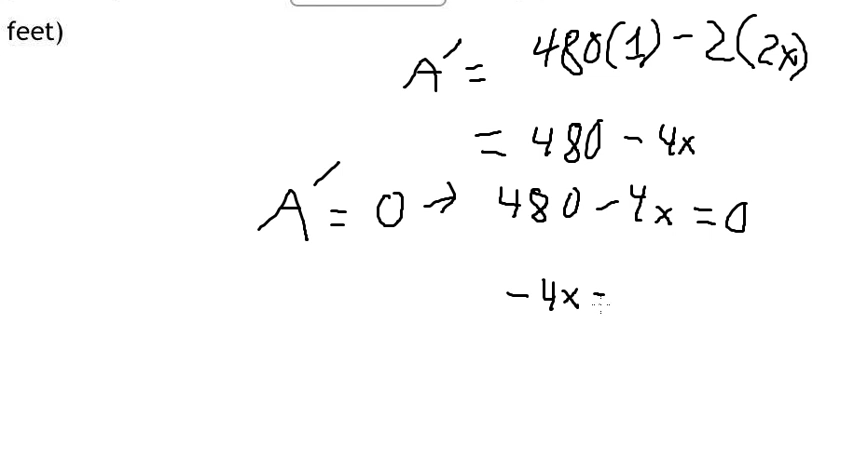 feet)
A′ = 480(1) - 2(2x)
= 480 - 4x
A′ = 0 → 480 - 4x = 0
- 4x -